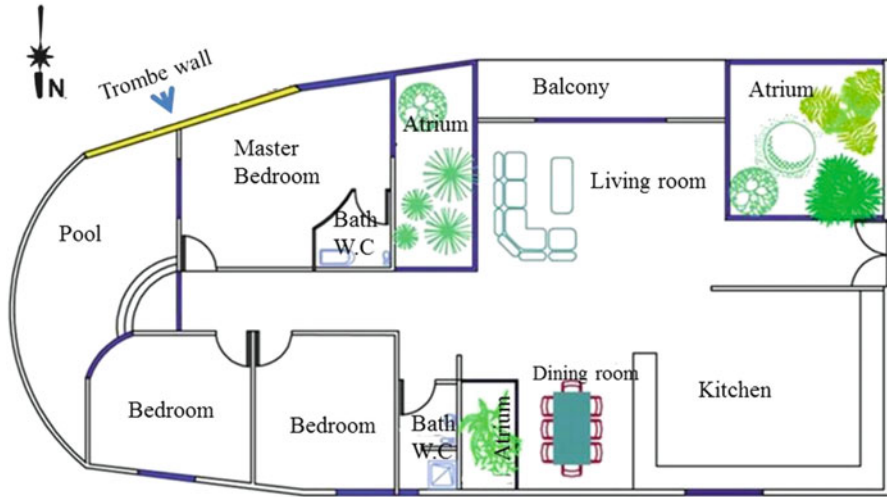 N
Trombe wall
Balcony
Atrium
Atrium
Master
Bedroom
Living room
Pool
Bath
W.C
Dining room
Kitchen
Bedroom
Bedroom
Bath
W.C
Atrium